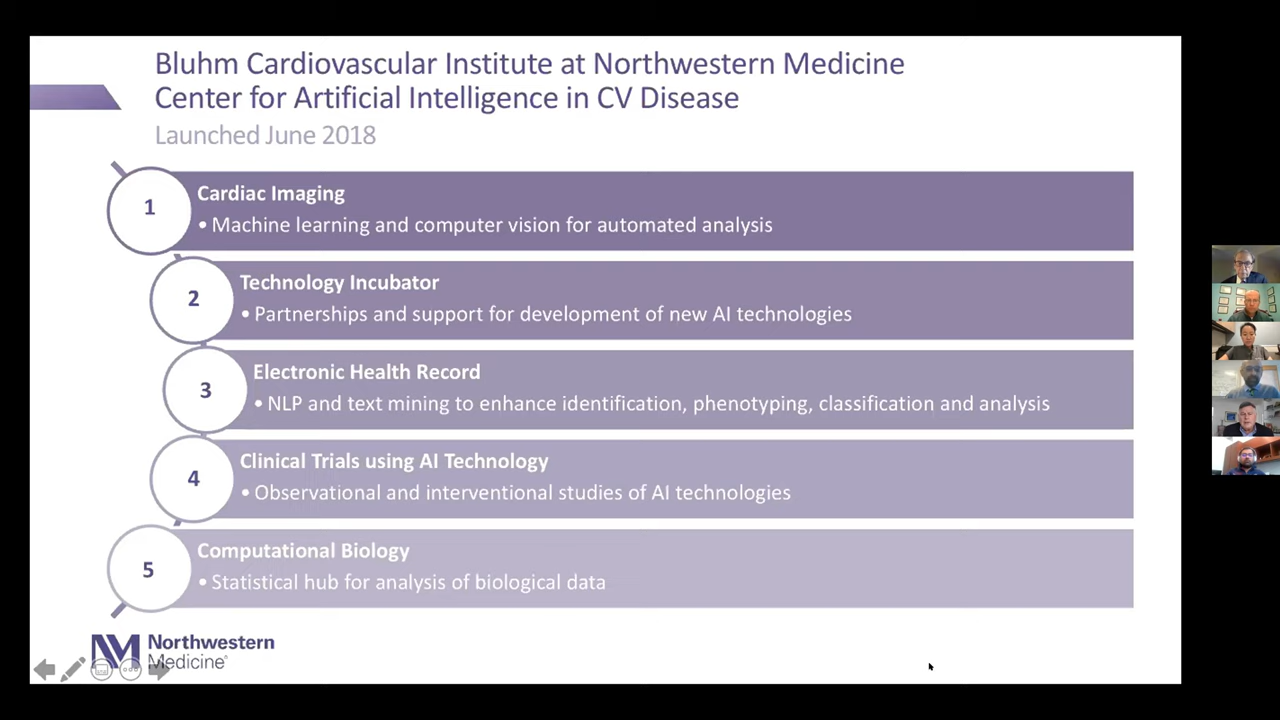 Bluhm Cardiovascular Institute at Northwestern Medicine
Center for Artificial Intelligence in CV Disease
Launched June 2018
1
Cardiac Imaging
• Machine learning and computer vision for automated analysis
2
Technology Incubator
• Partnerships and support for development of new AI technologies
3
Electronic Health Record
• NLP and text mining to enhance identification, phenotyping, classification and analysis
4
Clinical Trials using AI Technology
• Observational and interventional studies of AI technologies
5
Computational Biology
• Statistical hub for analysis of biological data
NM Northwestern
Medicine®